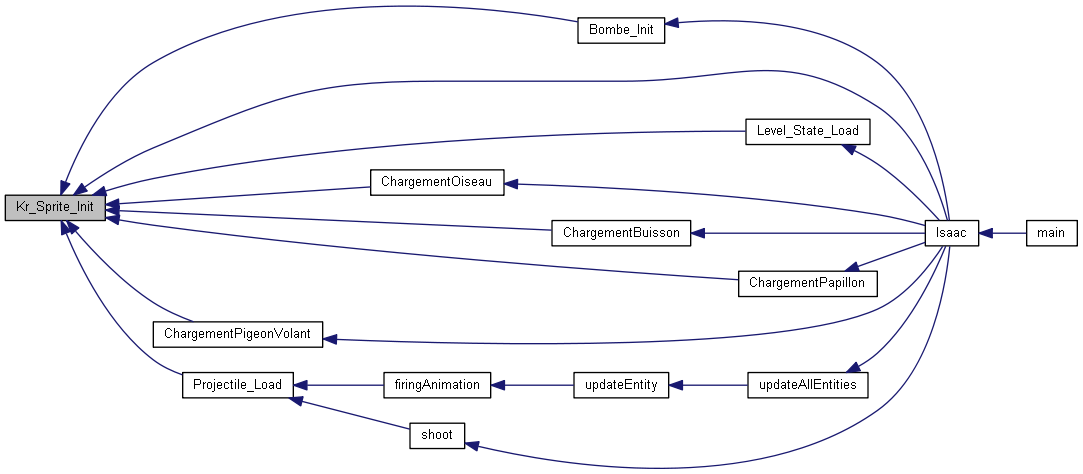 Bombe_Init
Level_State_Load
ChargementOiseau
Kr_Sprite_Init
ChargementBuisson
Isaac
main
ChargementPapillon
ChargementPigeonVolant
Projectile_Load
firingAnimation
updateEntity
updateAllEntities
shoot